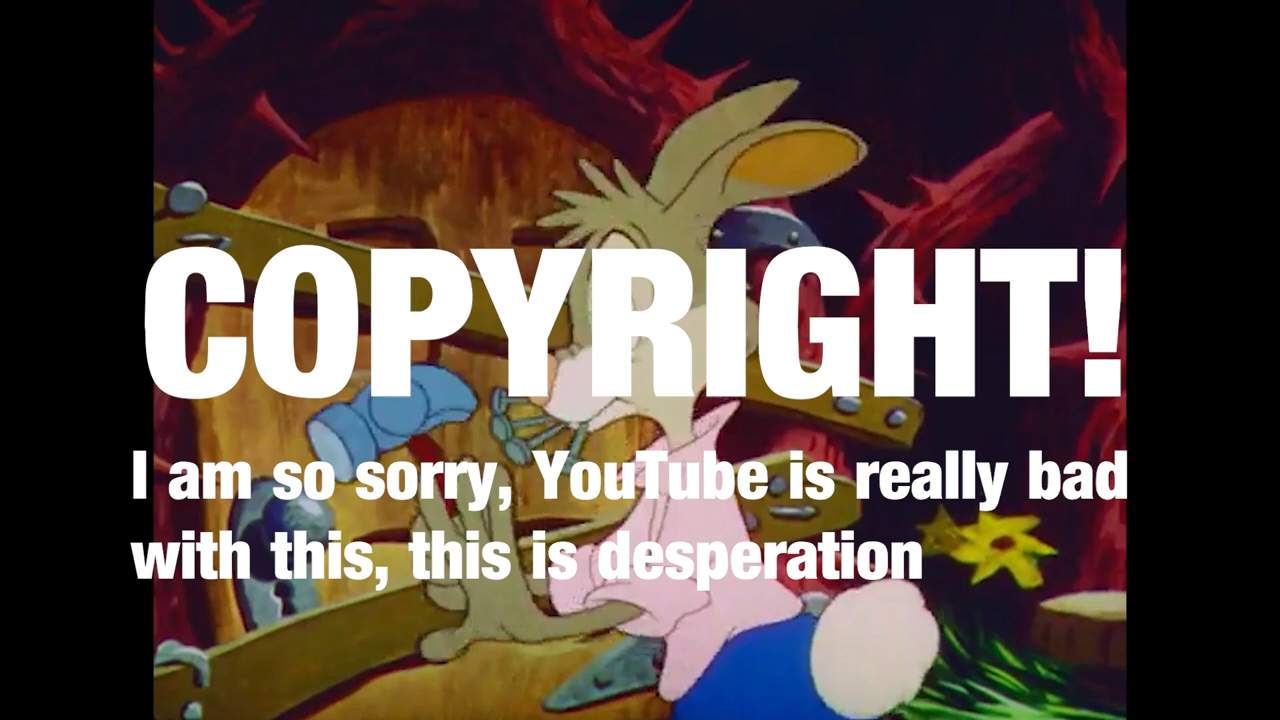 COPYRIGHT!
I am so sorry, YouTube is really bad
with this, this is desperation